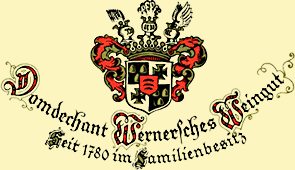 Domdechant Wernersches Weingut
Seit 1780 im Familienbesitz